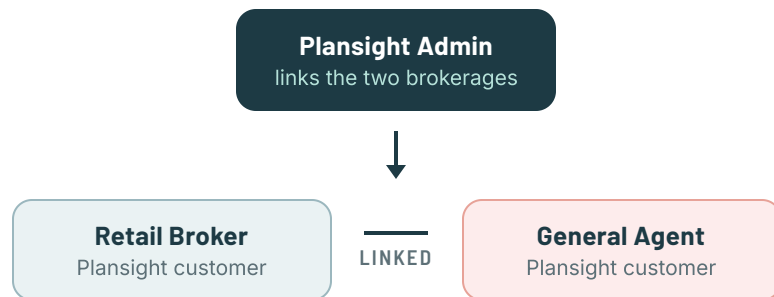 Plansight Admin
links the two brokerages
Retail Broker
Plansight customer
LINKED
General Agent
Plansight customer